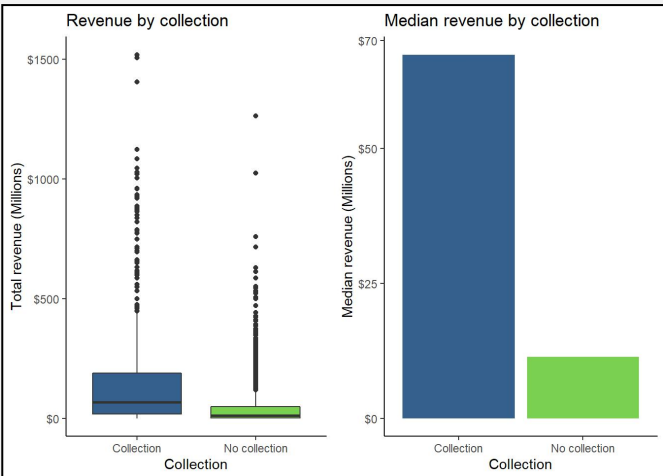 Revenue by collection
Total revenue (Millions)
$1500
$1000
$500
$0
Collection
No collection
Collection
Median revenue by collection
Median revenue (Millions)
$70
$50
$25
$0
Collection
No collection
Collection